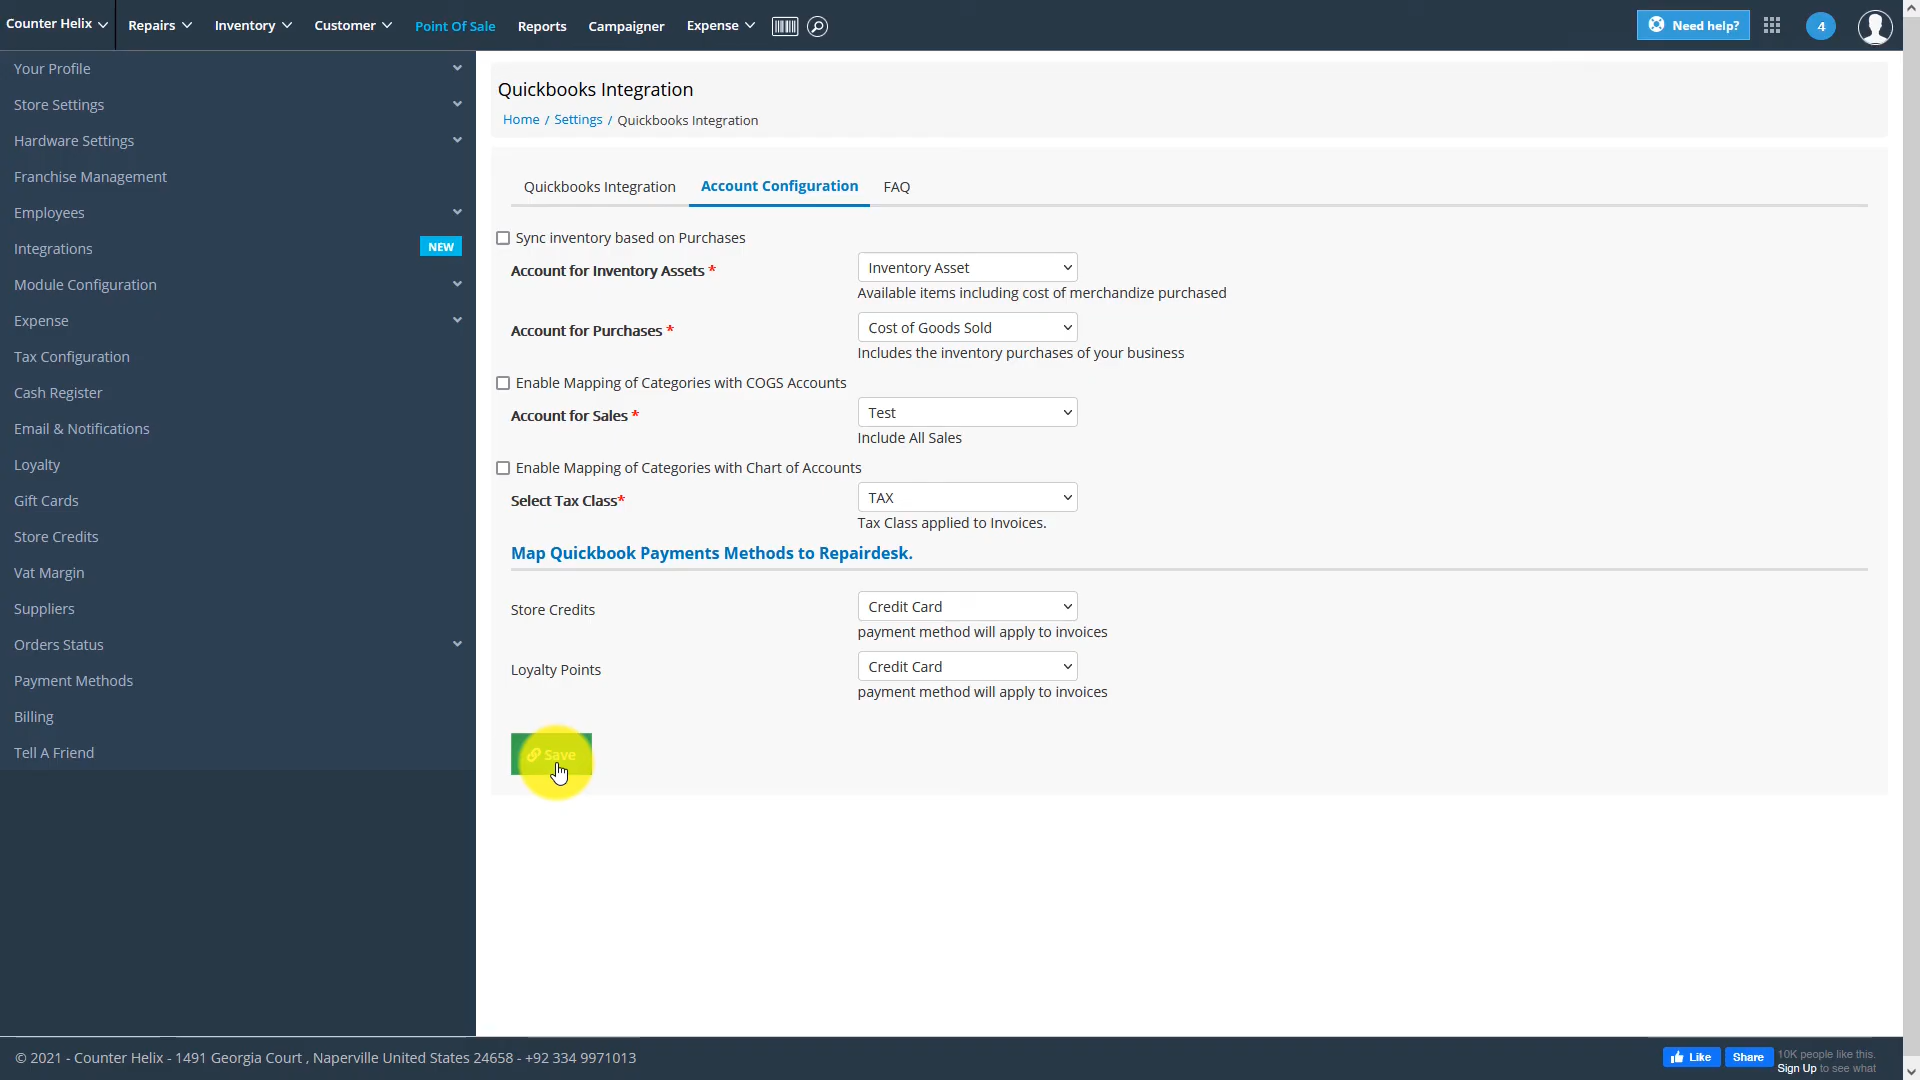 Counter Helix
Repairs
Inventory
Customer
Point Of Sale
Reports
Campaigner
Expense
Need help?
4
Your Profile
Store Settings
Hardware Settings
Franchise Management
Employees
Integrations
NEW
Module Configuration
Expense
Tax Configuration
Cash Register
Email & Notifications
Loyalty
Gift Cards
Store Credits
Vat Margin
Suppliers
Orders Status
Payment Methods
Billing
Tell A Friend
Quickbooks Integration
Home / Settings / Quickbooks Integration
Quickbooks Integration
Account Configuration
FAQ
Sync inventory based on Purchases
Account for Inventory Assets *
Inventory Asset
Available items including cost of merchandize purchased
Account for Purchases *
Cost of Goods Sold
Includes the inventory purchases of your business
Enable Mapping of Categories with COGS Accounts
Account for Sales *
Test
Include All Sales
Enable Mapping of Categories with Chart of Accounts
Select Tax Class*
TAX
Tax Class applied to Invoices.
Map Quickbook Payments Methods to Repairdesk.
Store Credits
Credit Card
payment method will apply to invoices
Loyalty Points
Credit Card
payment method will apply to invoices
Save
© 2021 - Counter Helix - 1491 Georgia Court , Naperville United States 24658 - +92 334 9971013
Like
Share
10K people like this.
Sign Up to see what